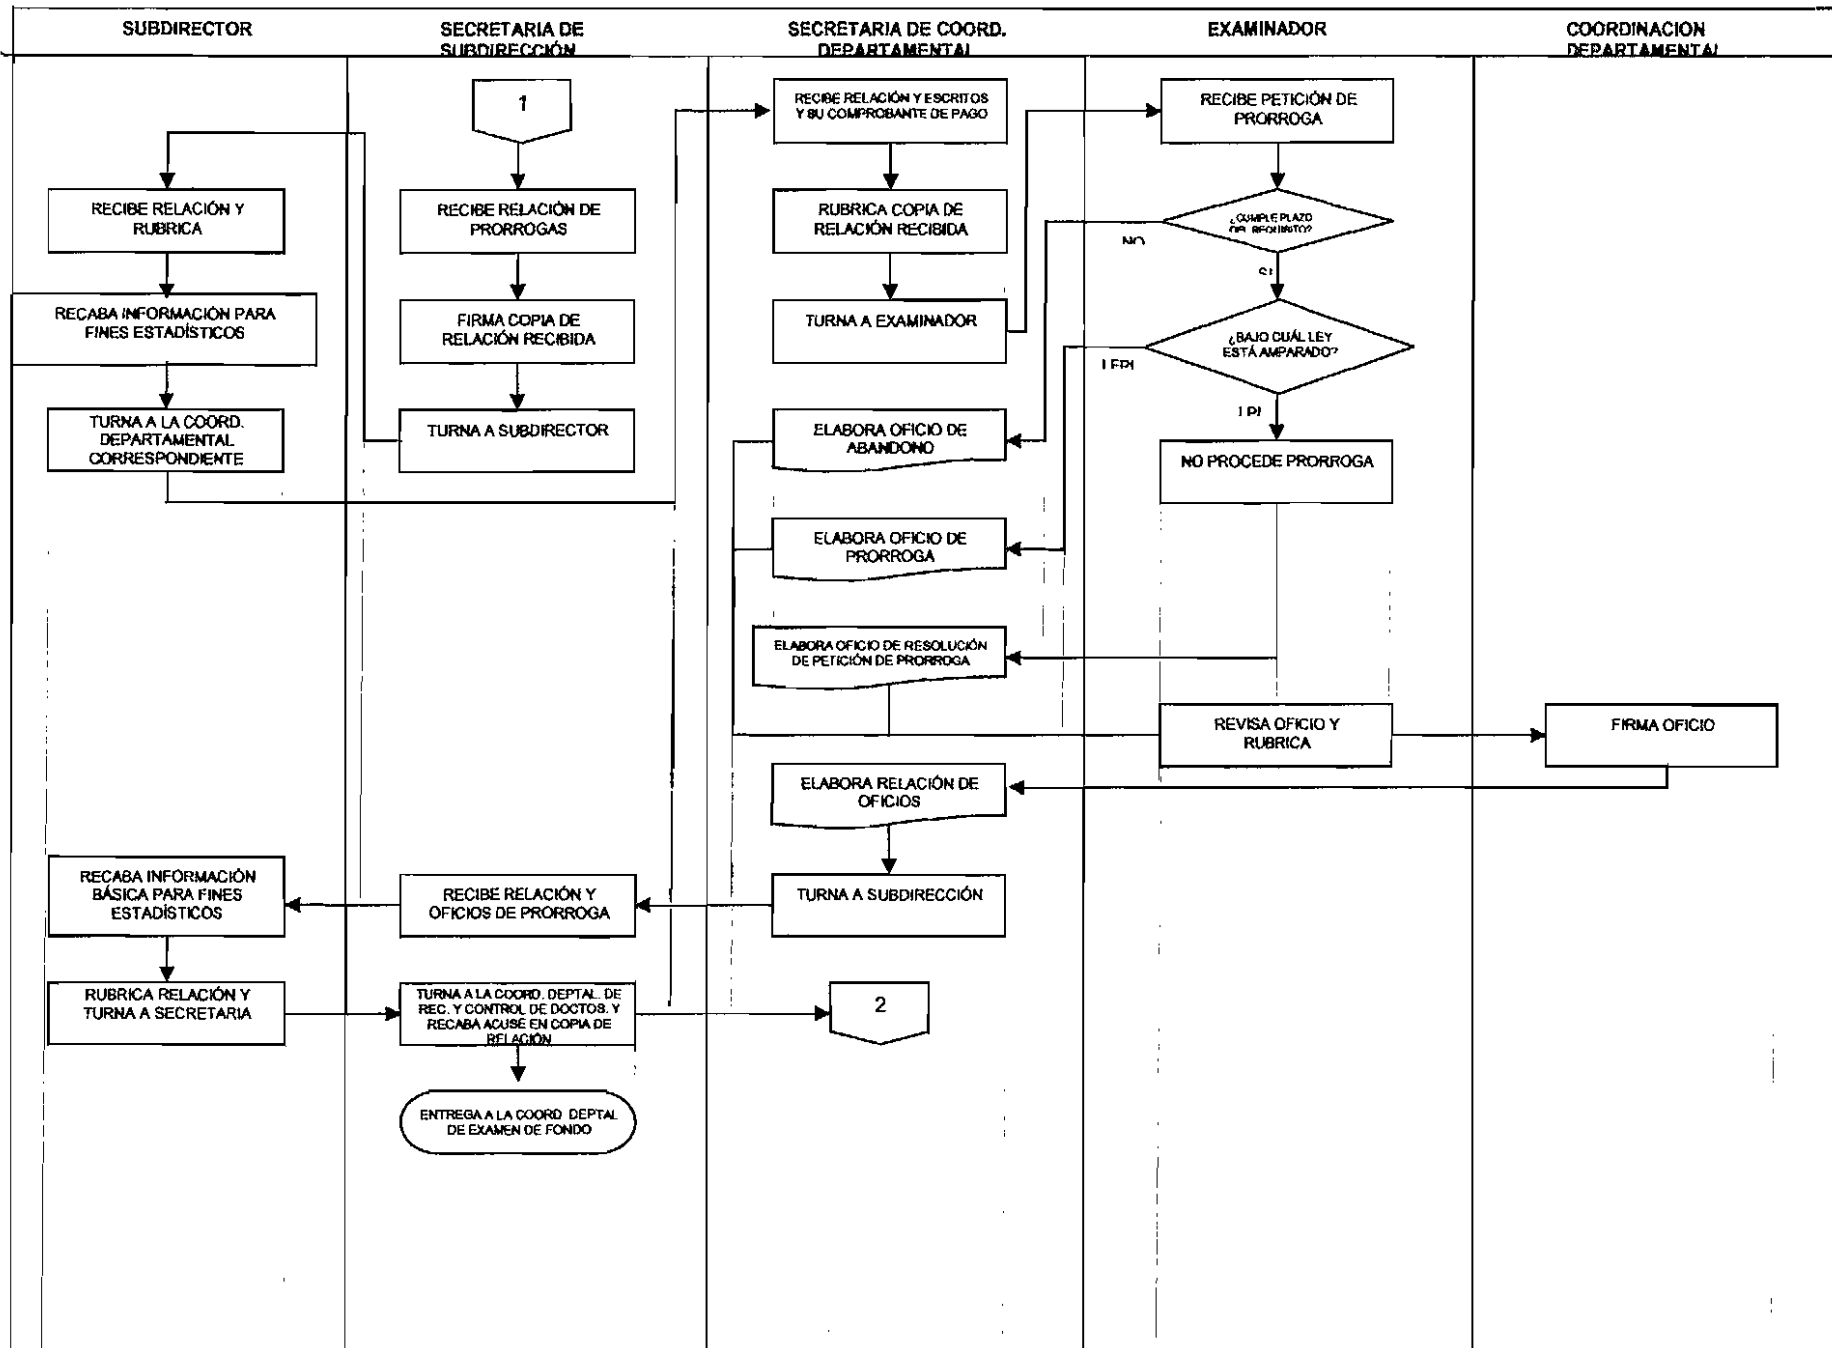 SUBDIRECTOR
SECRETARIA DE
SUBDIRECCIÓN
SECRETARIA DE COORD.
DEPARTAMENTAL
EXAMINADOR
COORDINACION
DEPARTAMENTAL
1
RECIBE RELACIÓN Y ESCRITOS
Y SU COMPROBANTE DE PAGO
RECIBE PETICIÓN DE
PRORROGA
RECIBE RELACIÓN Y
RUBRICA
RECIBE RELACIÓN DE
PRORROGAS
RUBRICA COPIA DE
RELACIÓN RECIBIDA
¿CUMPLE PLAZO
REQUISITO?
NO
SI
RECABA INFORMACIÓN PARA
FINES ESTADÍSTICOS
FIRMA COPIA DE
RELACIÓN RECIBIDA
TURNA A EXAMINADOR
¿BAJO CUÁL LEY
ESTÁ AMPARADO?
LFPI
LPI
TURNA A LA COORD.
DEPARTAMENTAL
CORRESPONDIENTE
TURNA A SUBDIRECTOR
ELABORA OFICIO DE
ABANDONO
NO PROCEDE PRORROGA
ELABORA OFICIO DE
PRORROGA
ELABORA OFICIO DE RESOLUCIÓN
DE PETICIÓN DE PRORROGA
REVISA OFICIO Y
RUBRICA
FIRMA OFICIO
ELABORA RELACIÓN DE
OFICIOS
RECABA INFORMACIÓN
BÁSICA PARA FINES
ESTADÍSTICOS
RECIBE RELACIÓN Y
OFICIOS DE PRORROGA
TURNA A SUBDIRECCIÓN
RUBRICA RELACIÓN Y
TURNA A SECRETARIA
TURNA A LA COORD. DEPTAL. DE
REC. Y CONTROL DE DOCTOS. Y
RECABA ACUSE EN COPIA DE
RELACIÓN
2
ENTREGA A LA COORD DEPTAL
DE EXAMEN DE FONDO